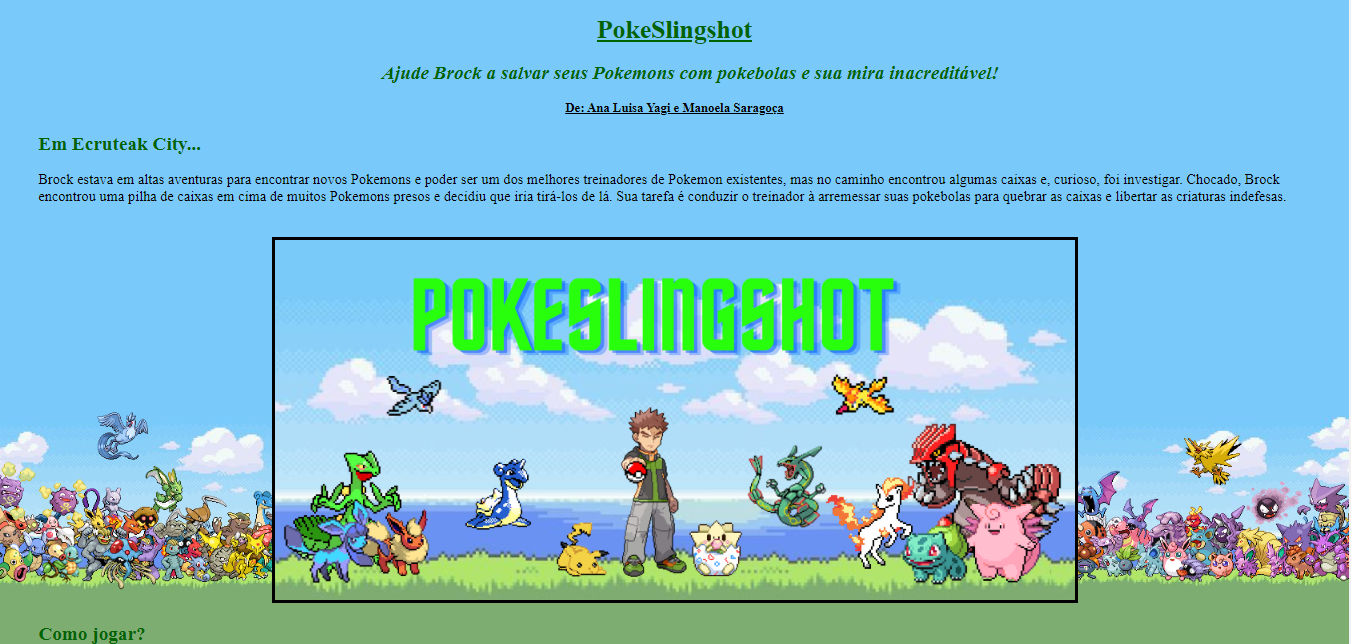 PokeSlingshot
Ajude Brock a salvar seus Pokemons com pokebolas e sua mira inacreditável!
De: Ana Luisa Yagi e Manoela Saragoça
Em Ecruteak City...
Brock estava em altas aventuras para encontrar novos Pokemons e poder ser um dos melhores treinadores de Pokemon existentes, mas no caminho encontrou algumas caixas e, curioso, foi investigar. Chocado, Brock
encontrou uma pilha de caixas em cima de muitos Pokemons presos e decidiu que iria tirá-los de lá. Sua tarefa é conduzir o treinador à arremessar suas pokebolas para quebrar as caixas e libertar as criaturas indefesas.
POKESLINGSHOT
Como jogar?